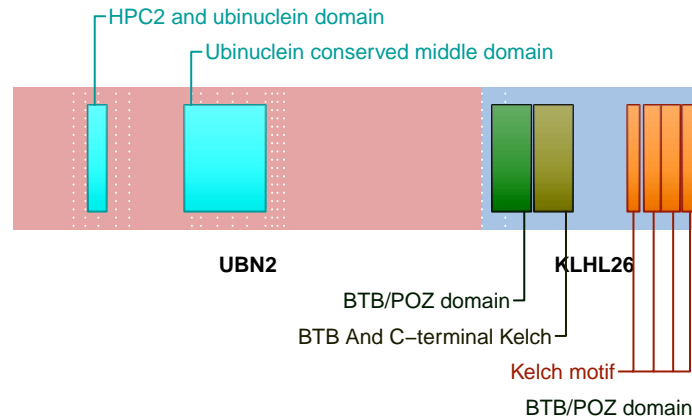 HPC2 and ubinuclein domain
Ubinuclein conserved middle domain
UBN2
KLHL26
BTB/POZ domain
BTB And C−terminal Kelch
Kelch motif
BTB/POZ domain